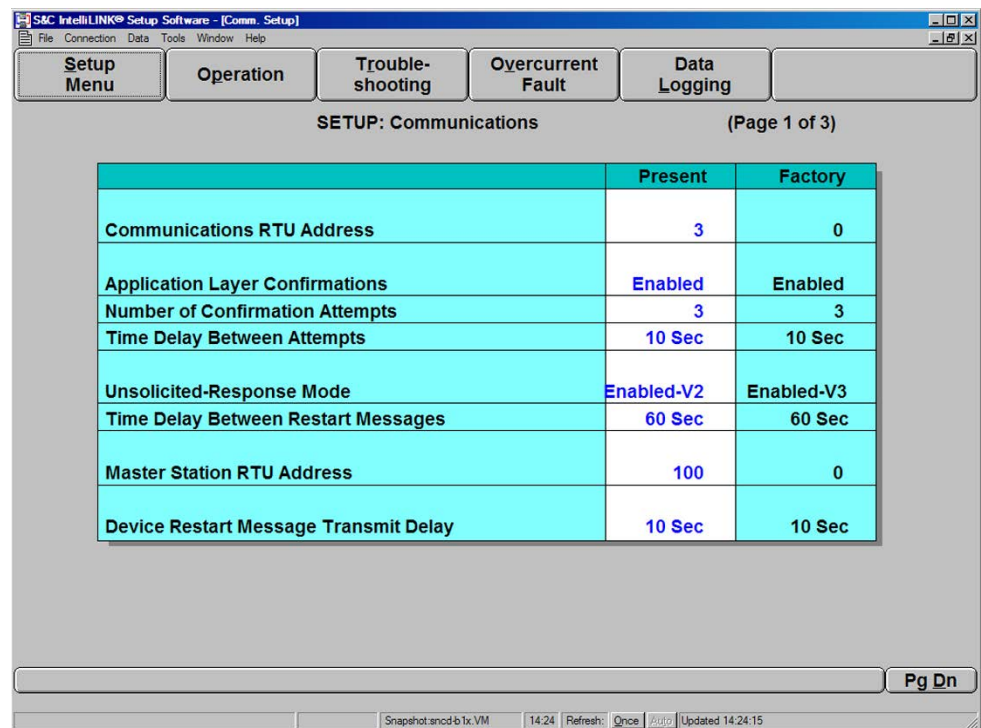 S&C IntelliLINK® Setup Software - [Comm. Setup]
File Connection Data Tools Window Help
Setup Menu Operation Trouble-shooting Overcurrent Fault Data Logging
SETUP: Communications (Page 1 of 3)
Present Factory
Communications RTU Address 3 0
Application Layer Confirmations Enabled Enabled
Number of Confirmation Attempts 3 3
Time Delay Between Attempts 10 Sec 10 Sec
Unsolicited-Response Mode Enabled-V2 Enabled-V3
Time Delay Between Restart Messages 60 Sec 60 Sec
Master Station RTU Address 100 0
Device Restart Message Transmit Delay 10 Sec 10 Sec
Pg Dn
Snapshot:sncd-b1x.VM 14:24 Refresh: Once Auto Updated 14:24:15